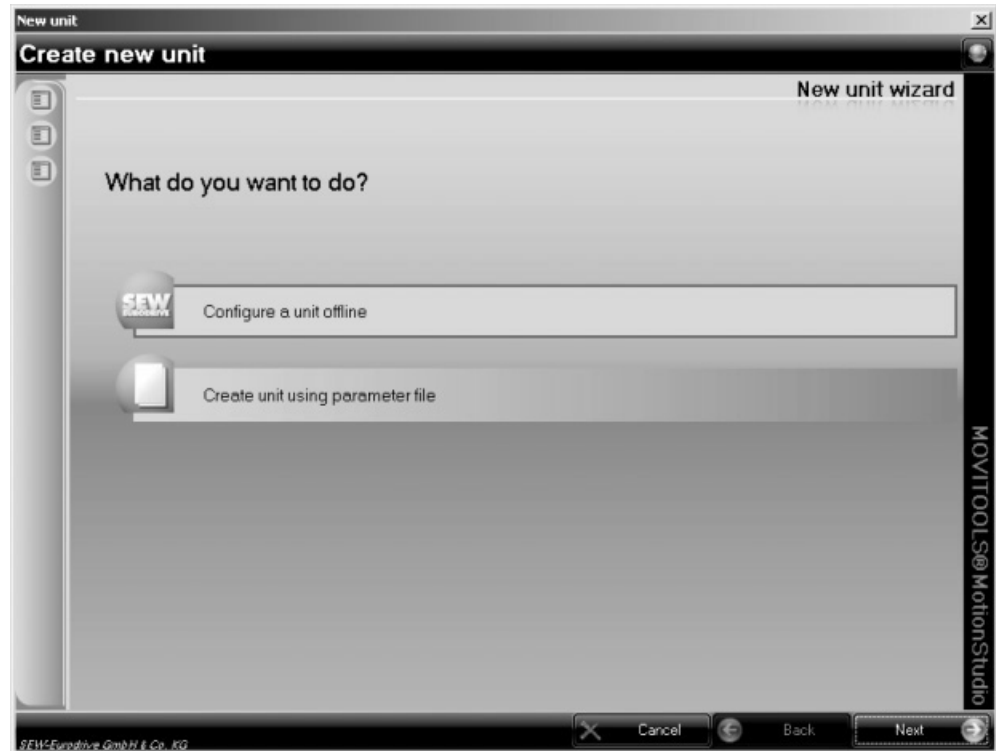 New unit
Create new unit
New unit wizard
What do you want to do?
SEW
EURODRIVE
Configure a unit offline
Create unit using parameter file
MOVITOOLS® MotionStudio
Cancel
Back
Next
SEW-Eurodrive GmbH & Co. KG